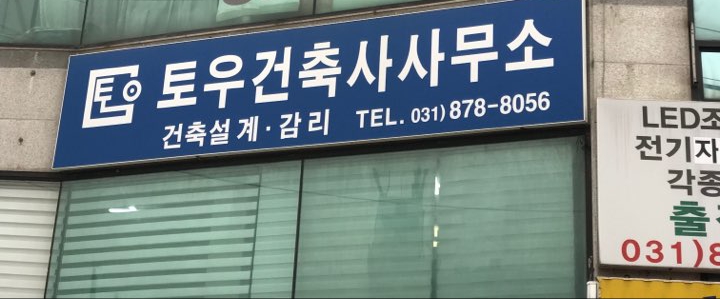 토우건축사사무소
건축설계·감리 TEL. 031) 878-8056
LED조
전기자
각종
출
031)8